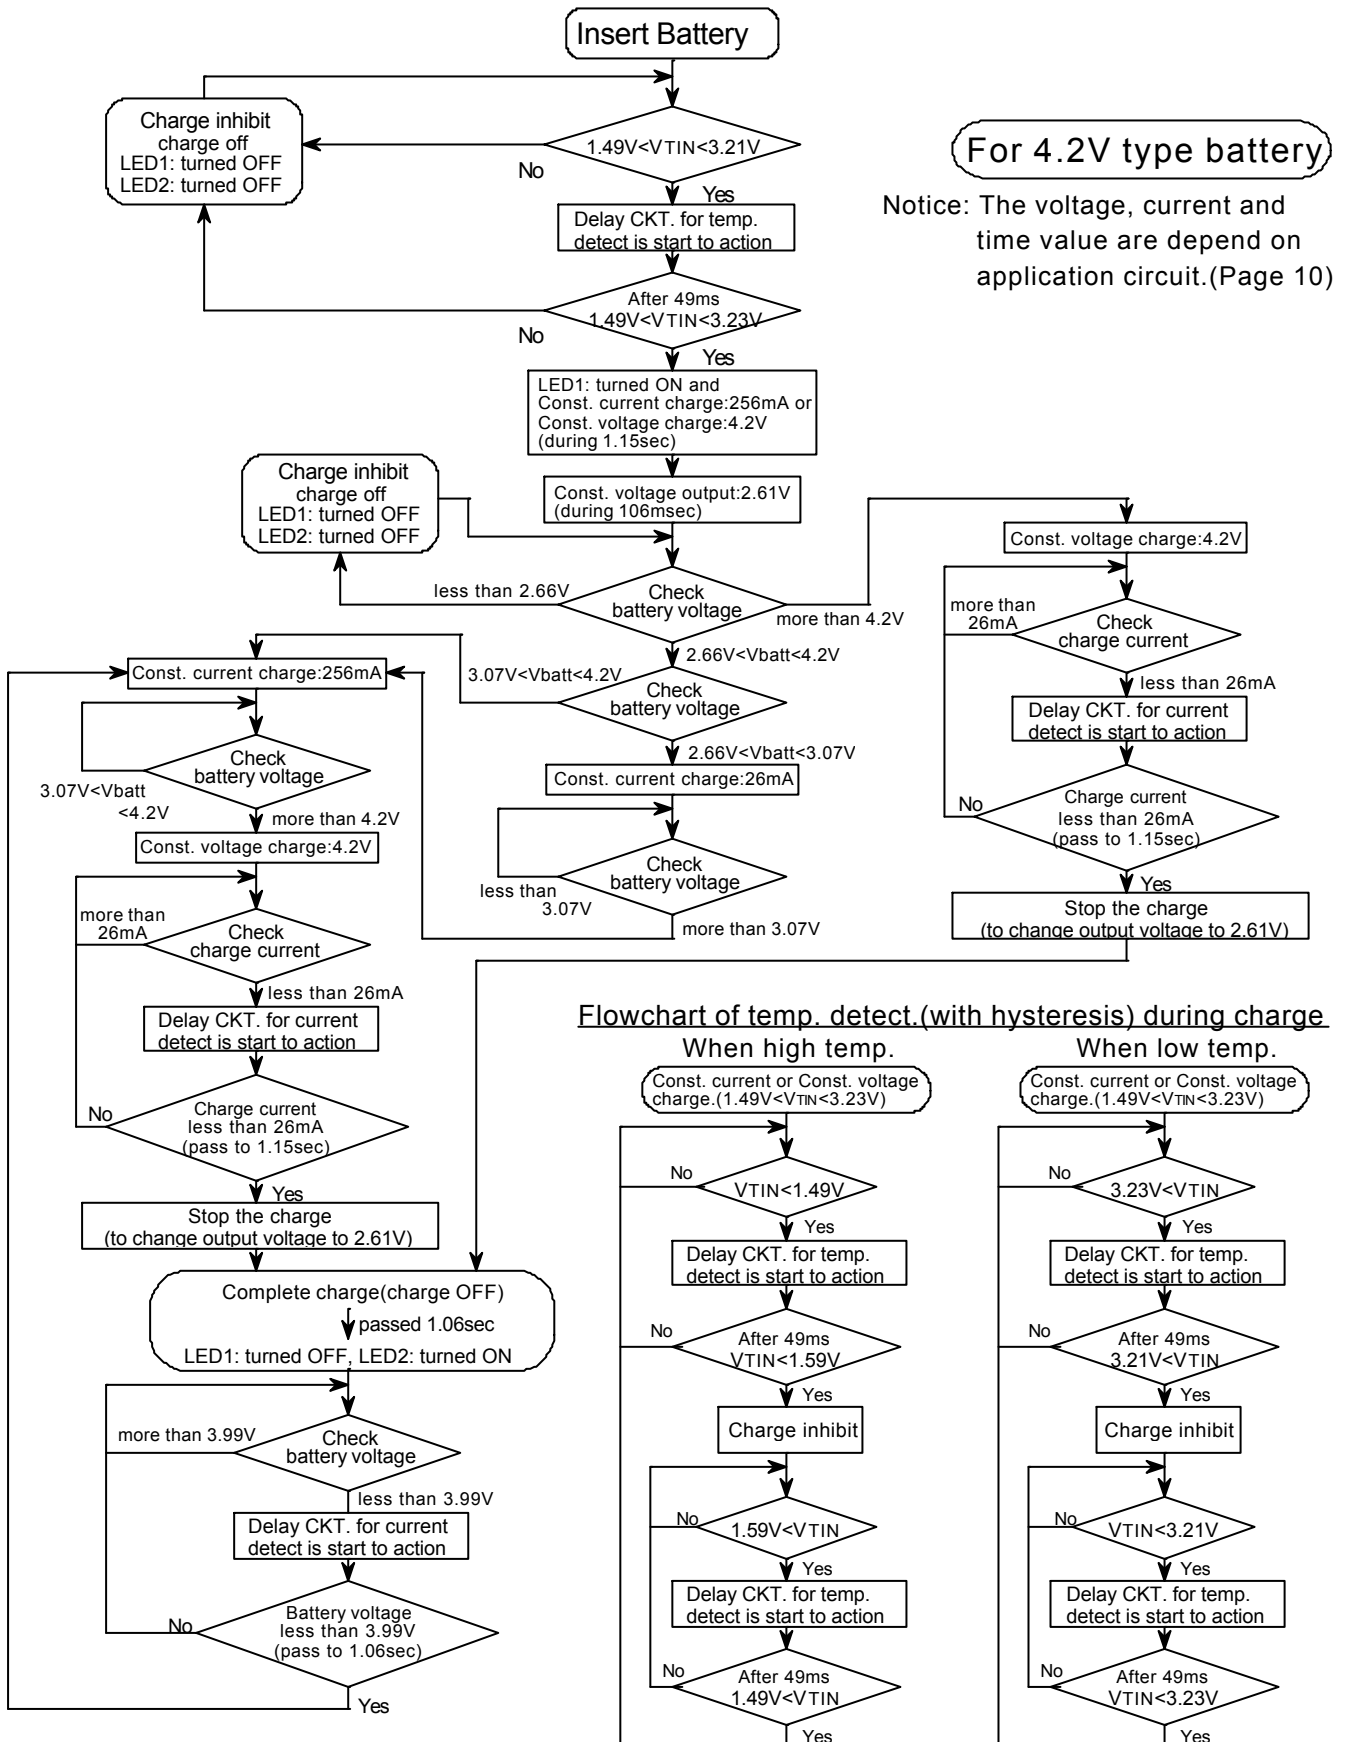 Insert Battery
Charge inhibit
charge off
LED1: turned OFF
LED2: turned OFF
1.49V<VTIN<3.21V
No
Yes
For 4.2V type battery
Notice: The voltage, current and
time value are depend on
application circuit.(Page 10)
Delay CKT. for temp.
detect is start to action
After 49ms
1.49V<VTIN<3.23V
No
Yes
LED1: turned ON and
Const. current charge:256mA or
Const. voltage charge:4.2V
(during 1.15sec)
Charge inhibit
charge off
LED1: turned OFF
LED2: turned OFF
Const. voltage output:2.61V
(during 106msec)
less than 2.66V
Check
battery voltage
more than 4.2V
2.66V<Vbatt<4.2V
Const. voltage charge:4.2V
more than
26mA
Check
charge current
less than 26mA
Delay CKT. for current
detect is start to action
No
Charge current
less than 26mA
(pass to 1.15sec)
Yes
Stop the charge
(to change output voltage to 2.61V)
3.07V<Vbatt<4.2V
Check
battery voltage
2.66V<Vbatt<3.07V
Const. current charge:26mA
Check
battery voltage
less than
3.07V
more than 3.07V
Const. current charge:256mA
Check
battery voltage
3.07V<Vbatt
<4.2V
more than 4.2V
Const. voltage charge:4.2V
more than
26mA
Check
charge current
less than 26mA
Delay CKT. for current
detect is start to action
No
Charge current
less than 26mA
(pass to 1.15sec)
Yes
Stop the charge
(to change output voltage to 2.61V)
Complete charge(charge OFF)
passed 1.06sec
LED1: turned OFF, LED2: turned ON
more than 3.99V
Check
battery voltage
less than 3.99V
Delay CKT. for current
detect is start to action
No
Battery voltage
less than 3.99V
(pass to 1.06sec)
Yes
Flowchart of temp. detect.(with hysteresis) during charge
When high temp.
Const. current or Const. voltage
charge.(1.49V<VTIN<3.23V)
No
VTIN<1.49V
Yes
Delay CKT. for temp.
detect is start to action
No
After 49ms
VTIN<1.59V
Yes
Charge inhibit
No
1.59V<VTIN
Yes
Delay CKT. for temp.
detect is start to action
No
After 49ms
1.49V<VTIN
Yes
When low temp.
Const. current or Const. voltage
charge.(1.49V<VTIN<3.23V)
No
3.23V<VTIN
Yes
Delay CKT. for temp.
detect is start to action
No
After 49ms
3.21V<VTIN
Yes
Charge inhibit
No
VTIN<3.21V
Yes
Delay CKT. for temp.
detect is start to action
No
After 49ms
VTIN<3.23V
Yes